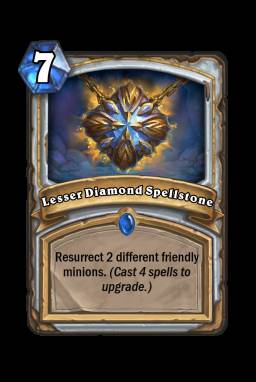 7
Lesser Diamond Spellstone
Resurrect 2 different friendly
minions. (Cast 4 spells to
upgrade.)